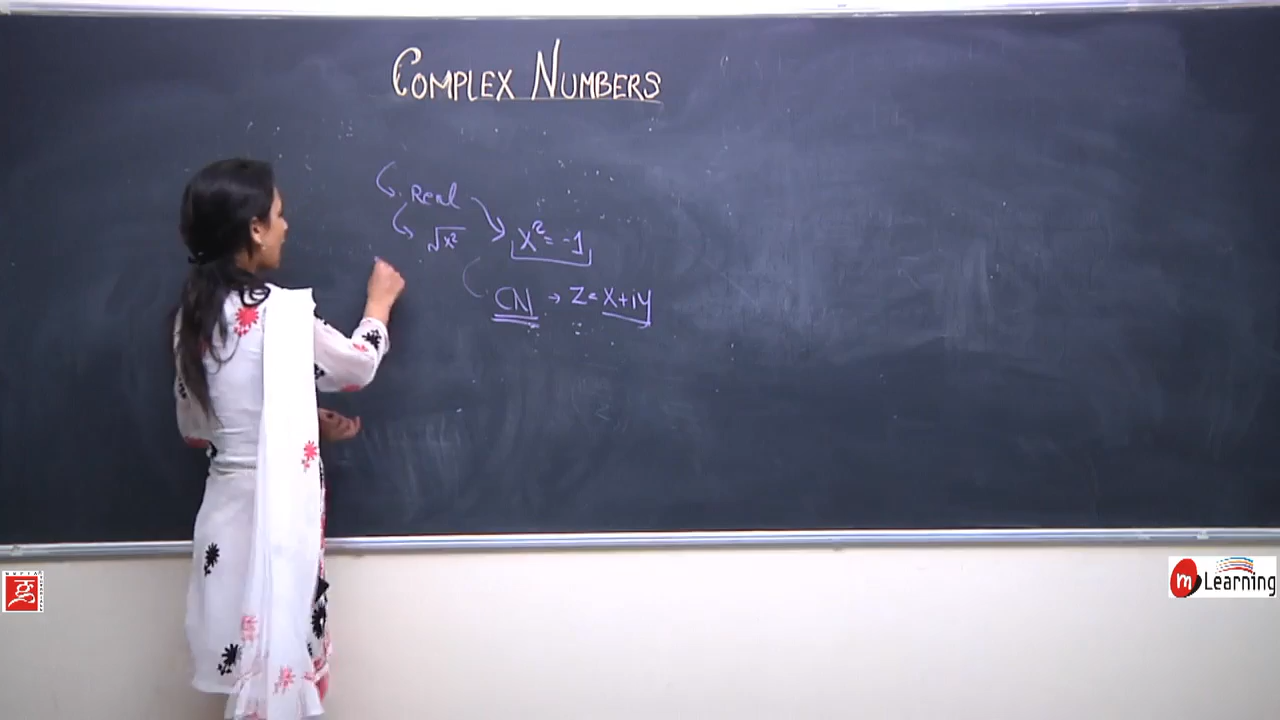 COMPLEX NUMBERS
Real
√x²
x² = -1
CN → Z = x+iy
m Learning